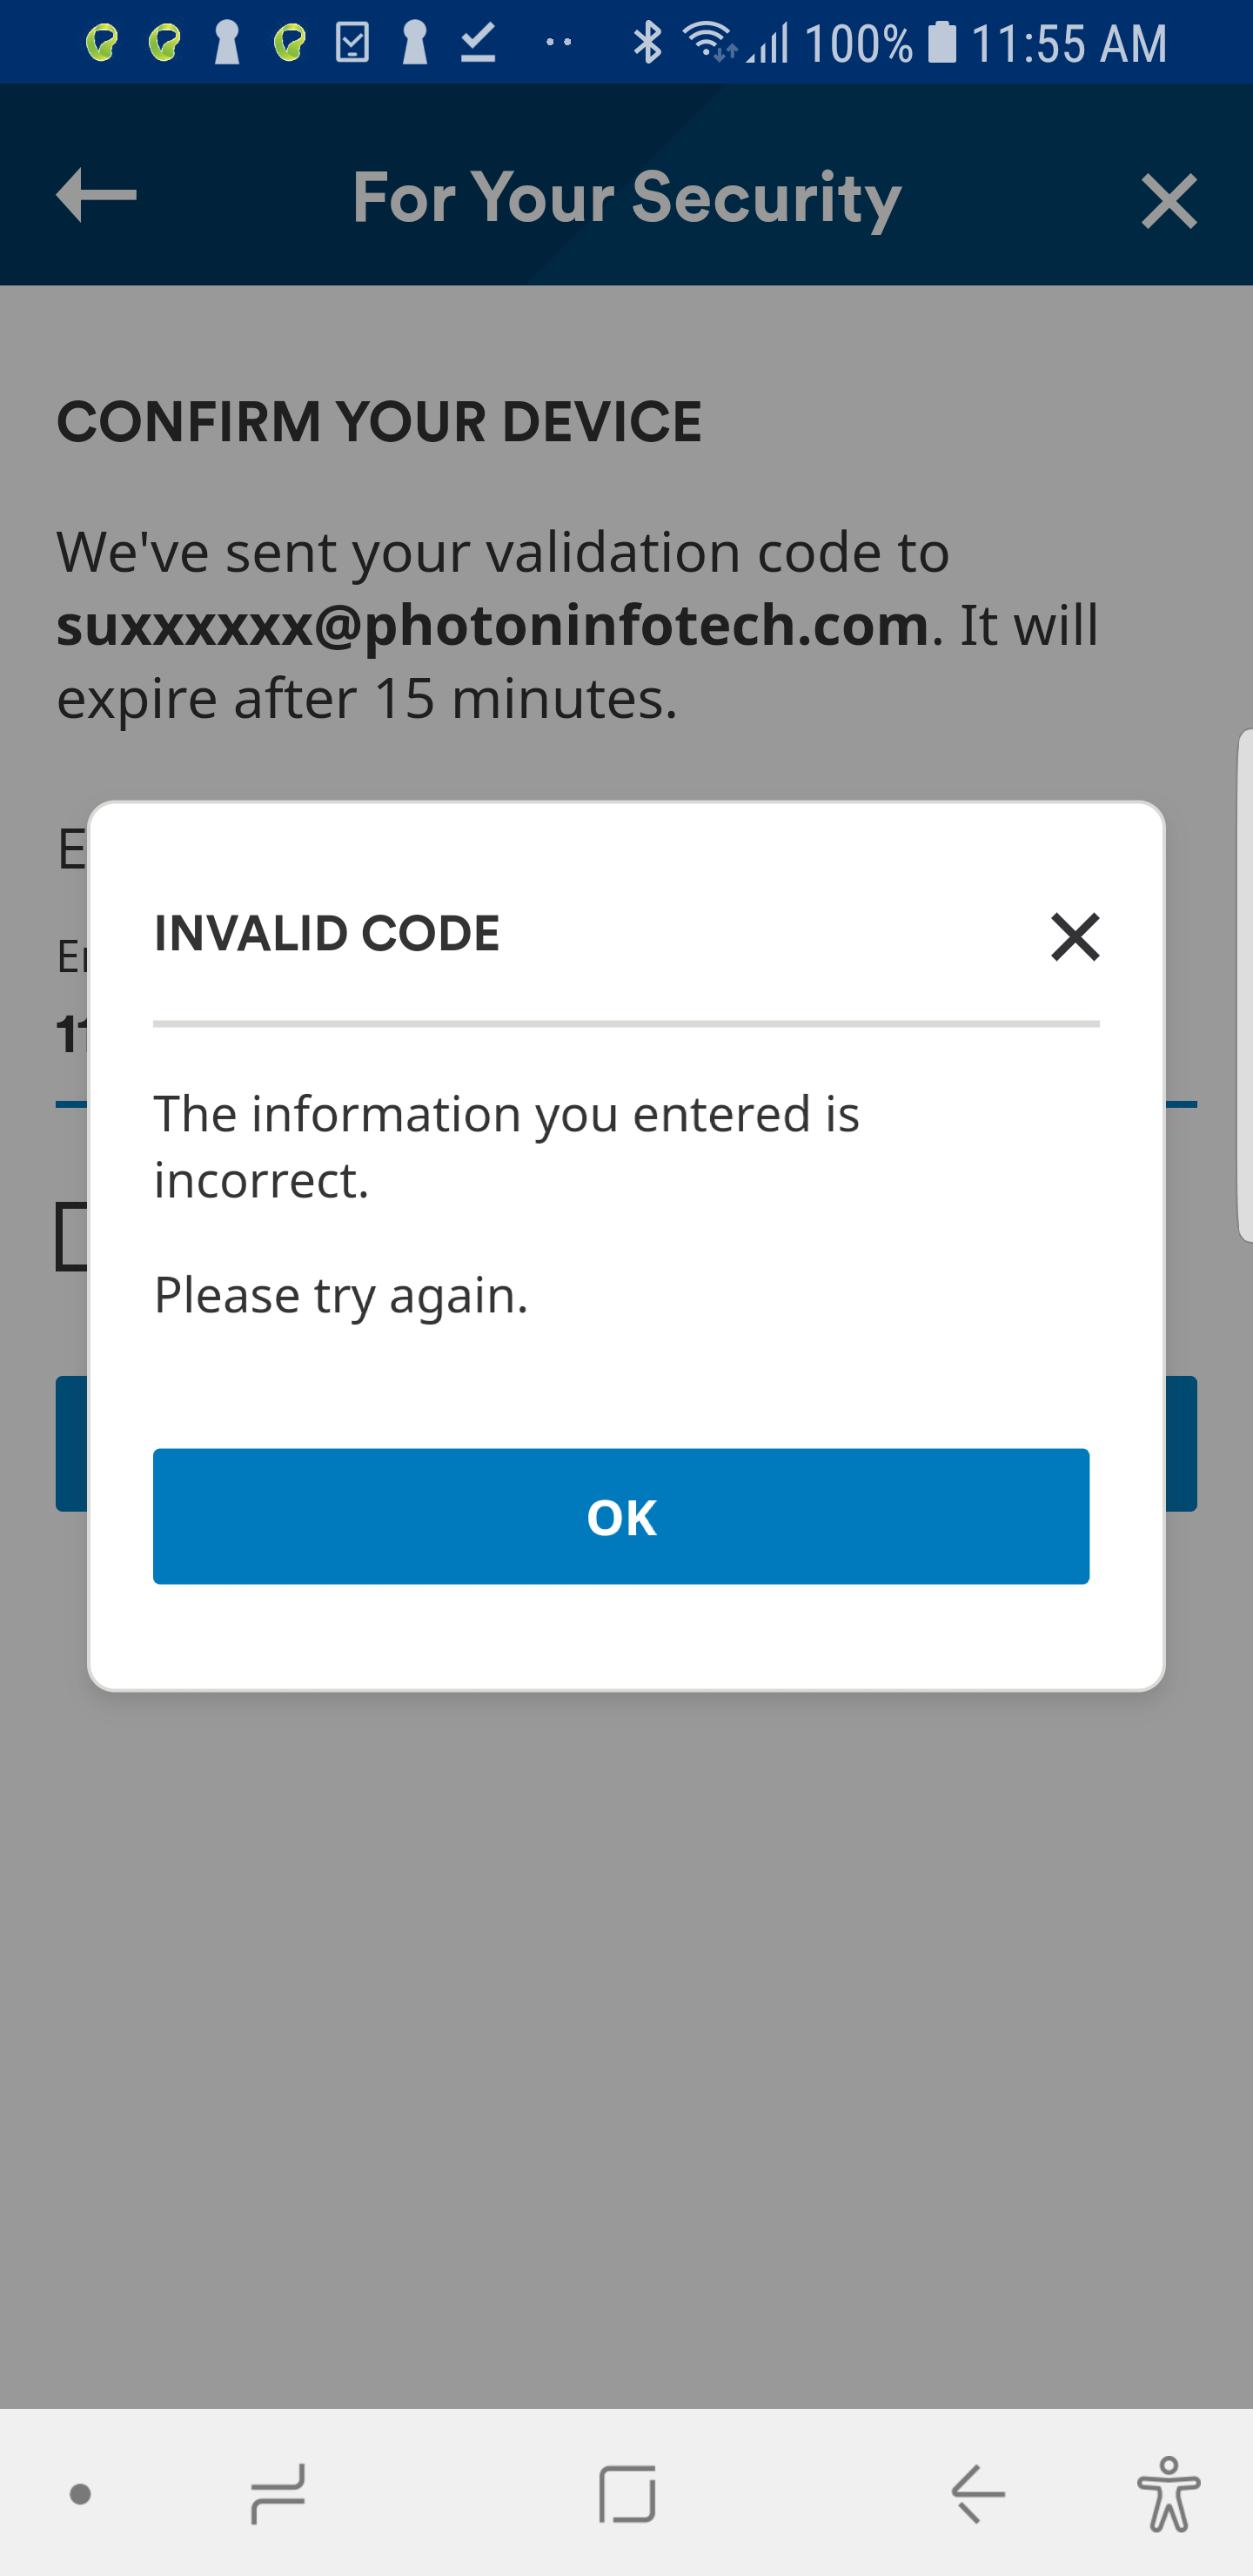 100% 11:55 AM
For Your Security
CONFIRM YOUR DEVICE
We've sent your validation code to
suxxxxxx@photoninfotech.com. It will
expire after 15 minutes.
INVALID CODE
The information you entered is
incorrect.
Please try again.
OK